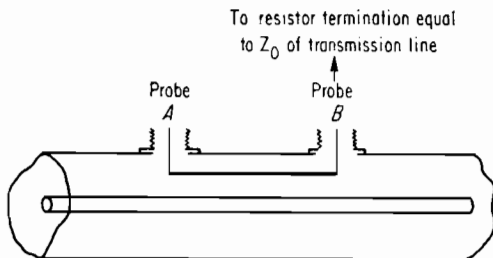 To resistor termination equal
to Z₀ of transmission line
Probe
A
Probe
B